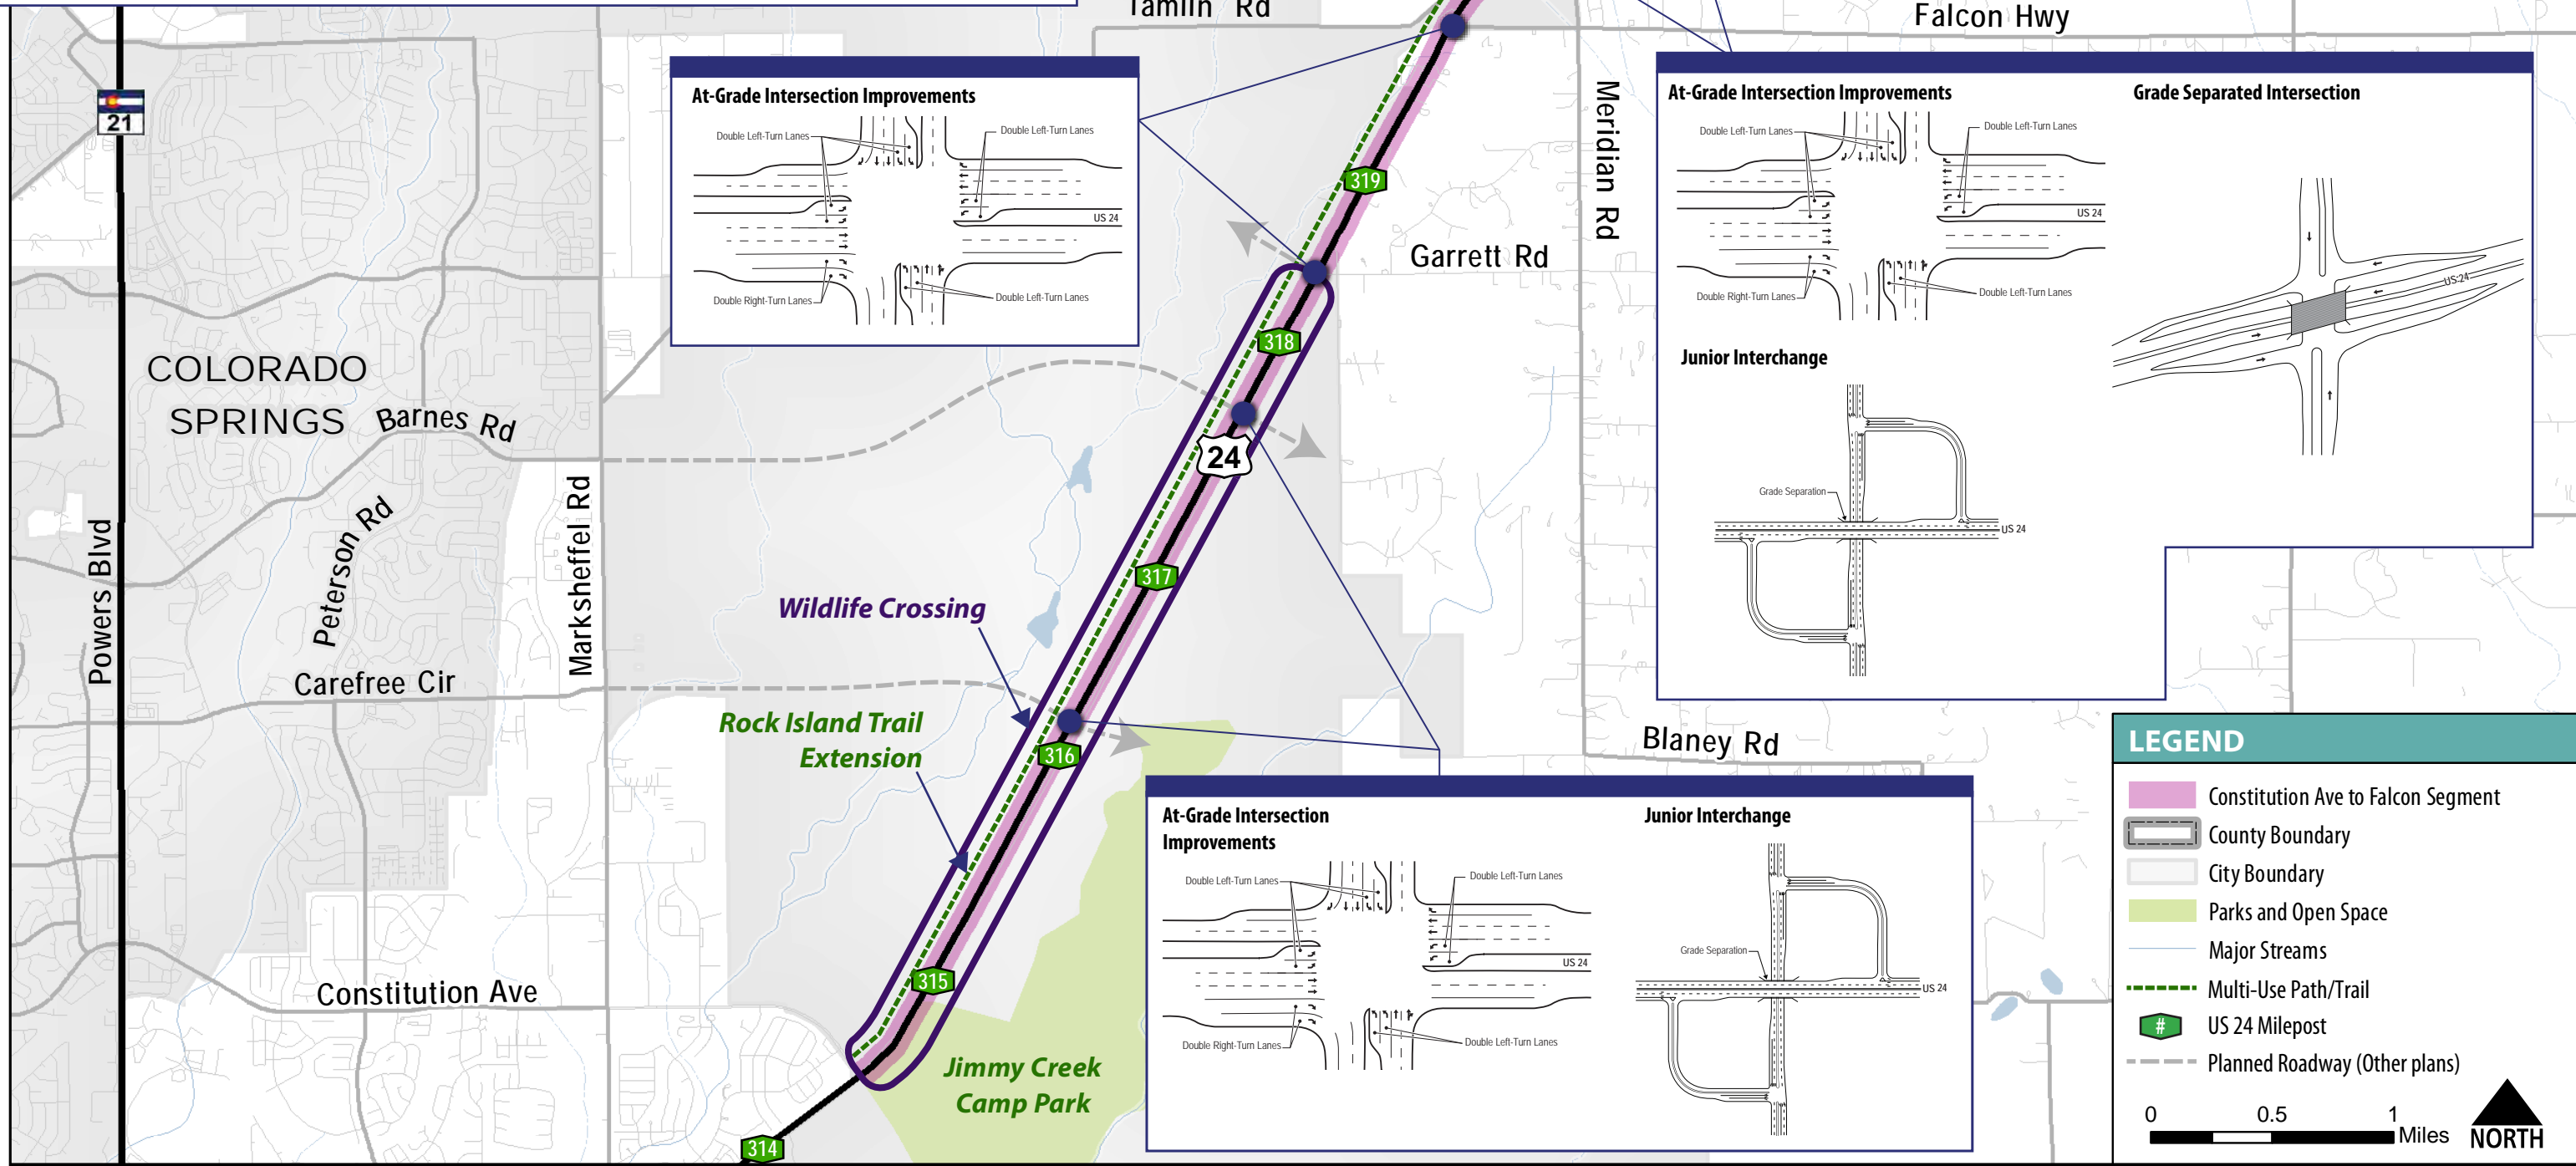 Tamlin Rd
Falcon Hwy
21
At-Grade Intersection Improvements
Double Left-Turn Lanes
Double Left-Turn Lanes
US 24
Double Right-Turn Lanes
Double Left-Turn Lanes
319
Meridian Rd
Garrett Rd
At-Grade Intersection Improvements
Double Left-Turn Lanes
Double Left-Turn Lanes
US 24
Double Right-Turn Lanes
Double Left-Turn Lanes
Grade Separated Intersection
US 24
Junior Interchange
Grade Separation
US 24
318
COLORADO
SPRINGS
Barnes Rd
24
Peterson Rd
Powers Blvd
Marksheffel Rd
317
Wildlife Crossing
Carefree Cir
Rock Island Trail
Extension
316
Blaney Rd
At-Grade Intersection
Improvements
Double Left-Turn Lanes
Double Left-Turn Lanes
US 24
Double Right-Turn Lanes
Double Left-Turn Lanes
Junior Interchange
Grade Separation
US 24
315
Constitution Ave
Jimmy Creek
Camp Park
314
LEGEND
Constitution Ave to Falcon Segment
County Boundary
City Boundary
Parks and Open Space
Major Streams
Multi-Use Path/Trail
# US 24 Milepost
Planned Roadway (Other plans)
0 0.5 1
Miles
NORTH